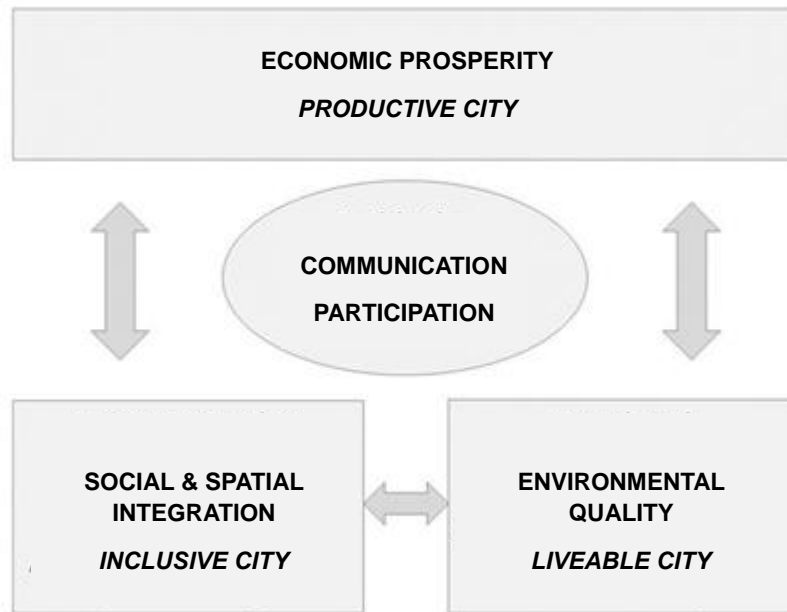 ECONOMIC PROSPERITY
PRODUCTIVE CITY
COMMUNICATION
PARTICIPATION
SOCIAL & SPATIAL
INTEGRATION
INCLUSIVE CITY
ENVIRONMENTAL
QUALITY
LIVEABLE CITY